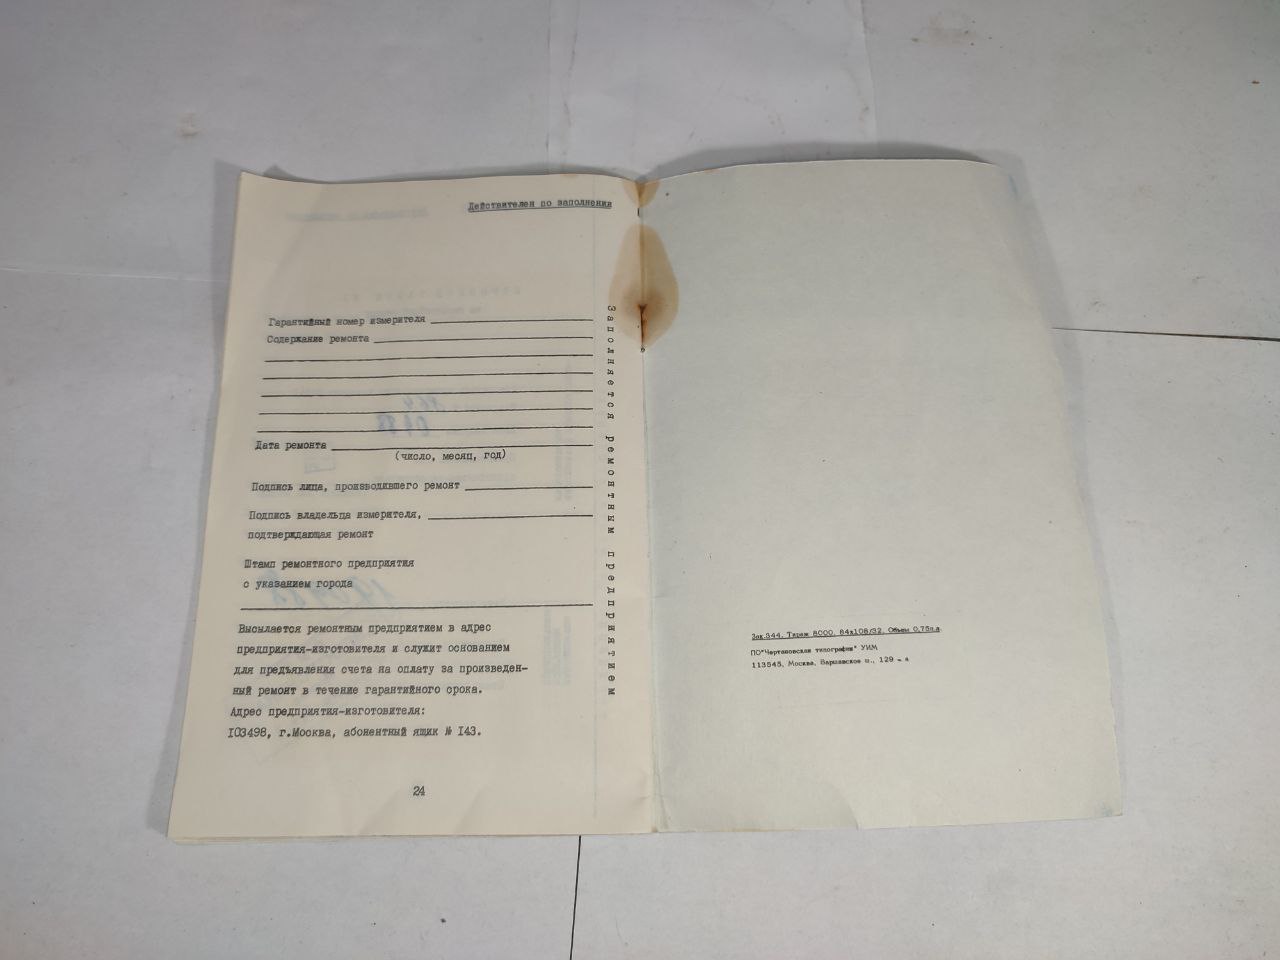 Действителен по заполнении
Гарантийный номер измерителя
Содержание ремонта
Дата ремонта
(число, месяц, год)
Подпись лица, производившего ремонт
Подпись владельца измерителя,
подтверждающая ремонт
Штамп ремонтного предприятия
с указанием города
Высылается ремонтным предприятием в адрес
предприятия-изготовителя и служит основанием
для предъявления счета на оплату за произведен-
ный ремонт в течение гарантийного срока.
Адрес предприятия-изготовителя:
I03498, г.Москва, абонентный ящик № I43.
24
Заполняется ремонтным предприятием
Зак.344. Тираж 8000. 84х108/32. Объем 0,75п.л.
ПО"Чертановская типография" УИМ
113545, Москва, Варшавское ш., 129